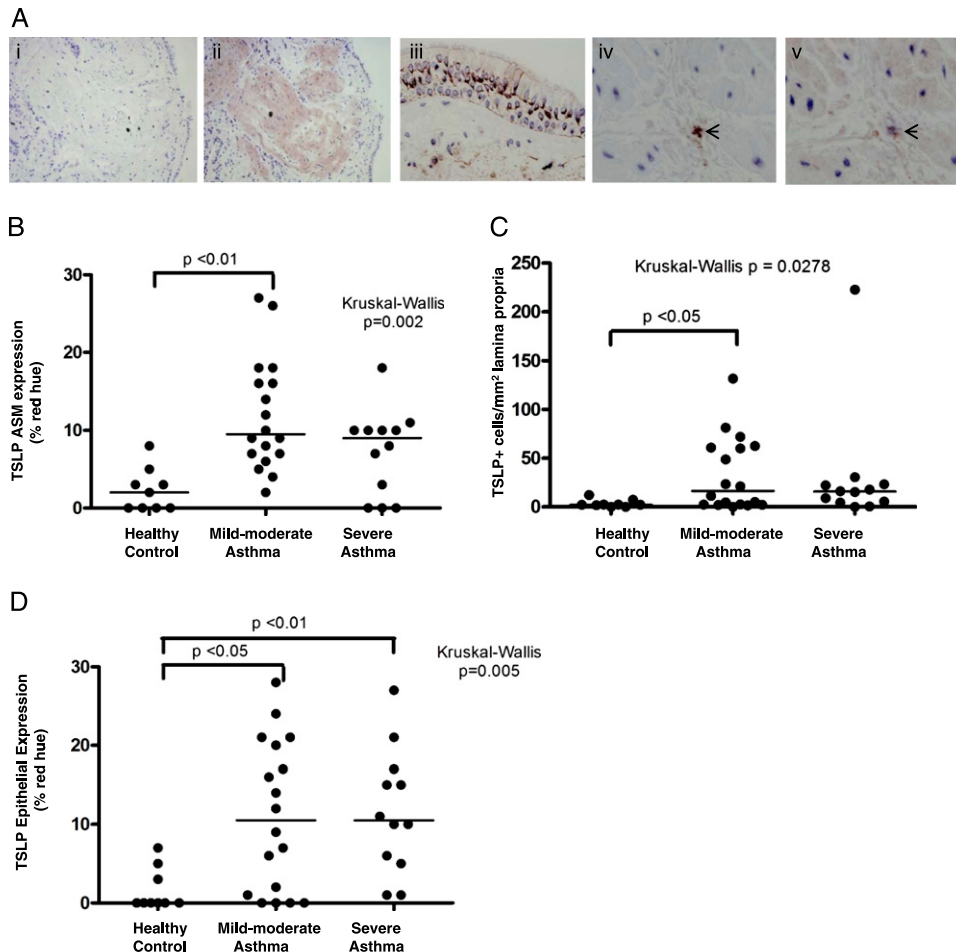 A
i
ii
iii
iv
v
B
30
20
10
0
TSLP ASM expression
(% red hue)
p <0.01
Kruskal-Wallis
p=0.002
Healthy
Control
Mild-moderate
Asthma
Severe
Asthma
C
250
200
150
100
50
0
TSLP+ cells/mm² lamina propria
Kruskal-Wallis p = 0.0278
p <0.05
Healthy
Control
Mild-moderate
Asthma
Severe
Asthma
D
30
20
10
0
TSLP Epithelial Expression
(% red hue)
p <0.01
p <0.05
Kruskal-Wallis
p=0.005
Healthy
Control
Mild-moderate
Asthma
Severe
Asthma